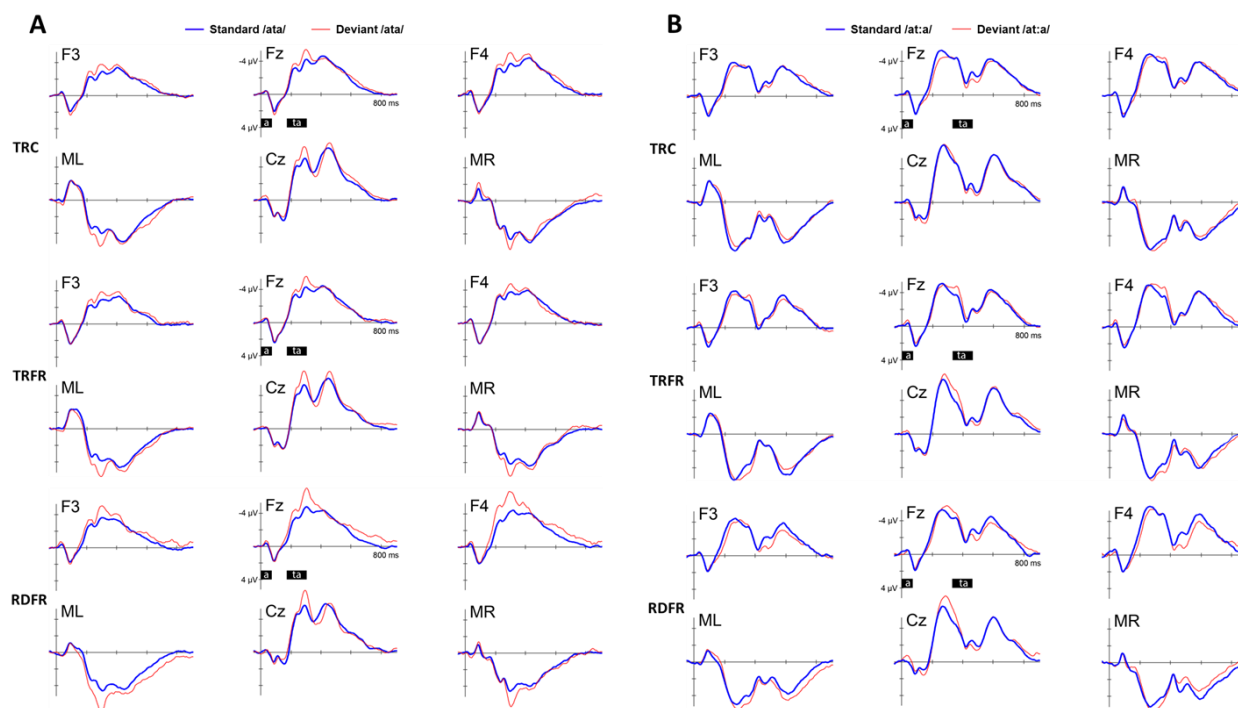 A
Standard /ata/ Deviant /ata/
F3 Fz F4
-4 µV
800 ms
4 µV
a ta
TRC
ML Cz MR
F3 Fz F4
-4 µV
800 ms
4 µV
a ta
TRFR
ML Cz MR
F3 Fz F4
-4 µV
800 ms
4 µV
a ta
RDFR
ML Cz MR
B
Standard /at:a/ Deviant /at:a/
F3 Fz F4
-4 µV
800 ms
4 µV
a ta
TRC
ML Cz MR
F3 Fz F4
-4 µV
800 ms
4 µV
a ta
TRFR
ML Cz MR
F3 Fz F4
-4 µV
800 ms
4 µV
a ta
RDFR
ML Cz MR